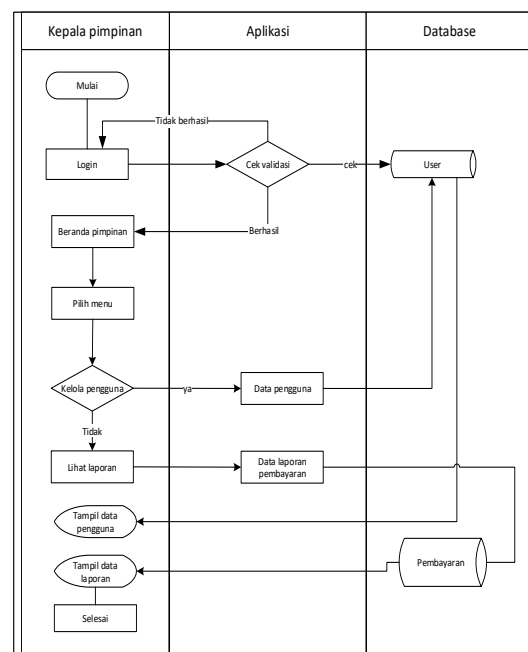 Kepala pimpinan
Aplikasi
Database
Mulai
Tidak berhasil
Login
Cek validasi
cek
User
Beranda pimpinan
Berhasil
Pilih menu
Kelola pengguna
ya
Data pengguna
Tidak
Lihat laporan
Data laporan
pembayaran
Tampil data
pengguna
Tampil data
laporan
Pembayaran
Selesai